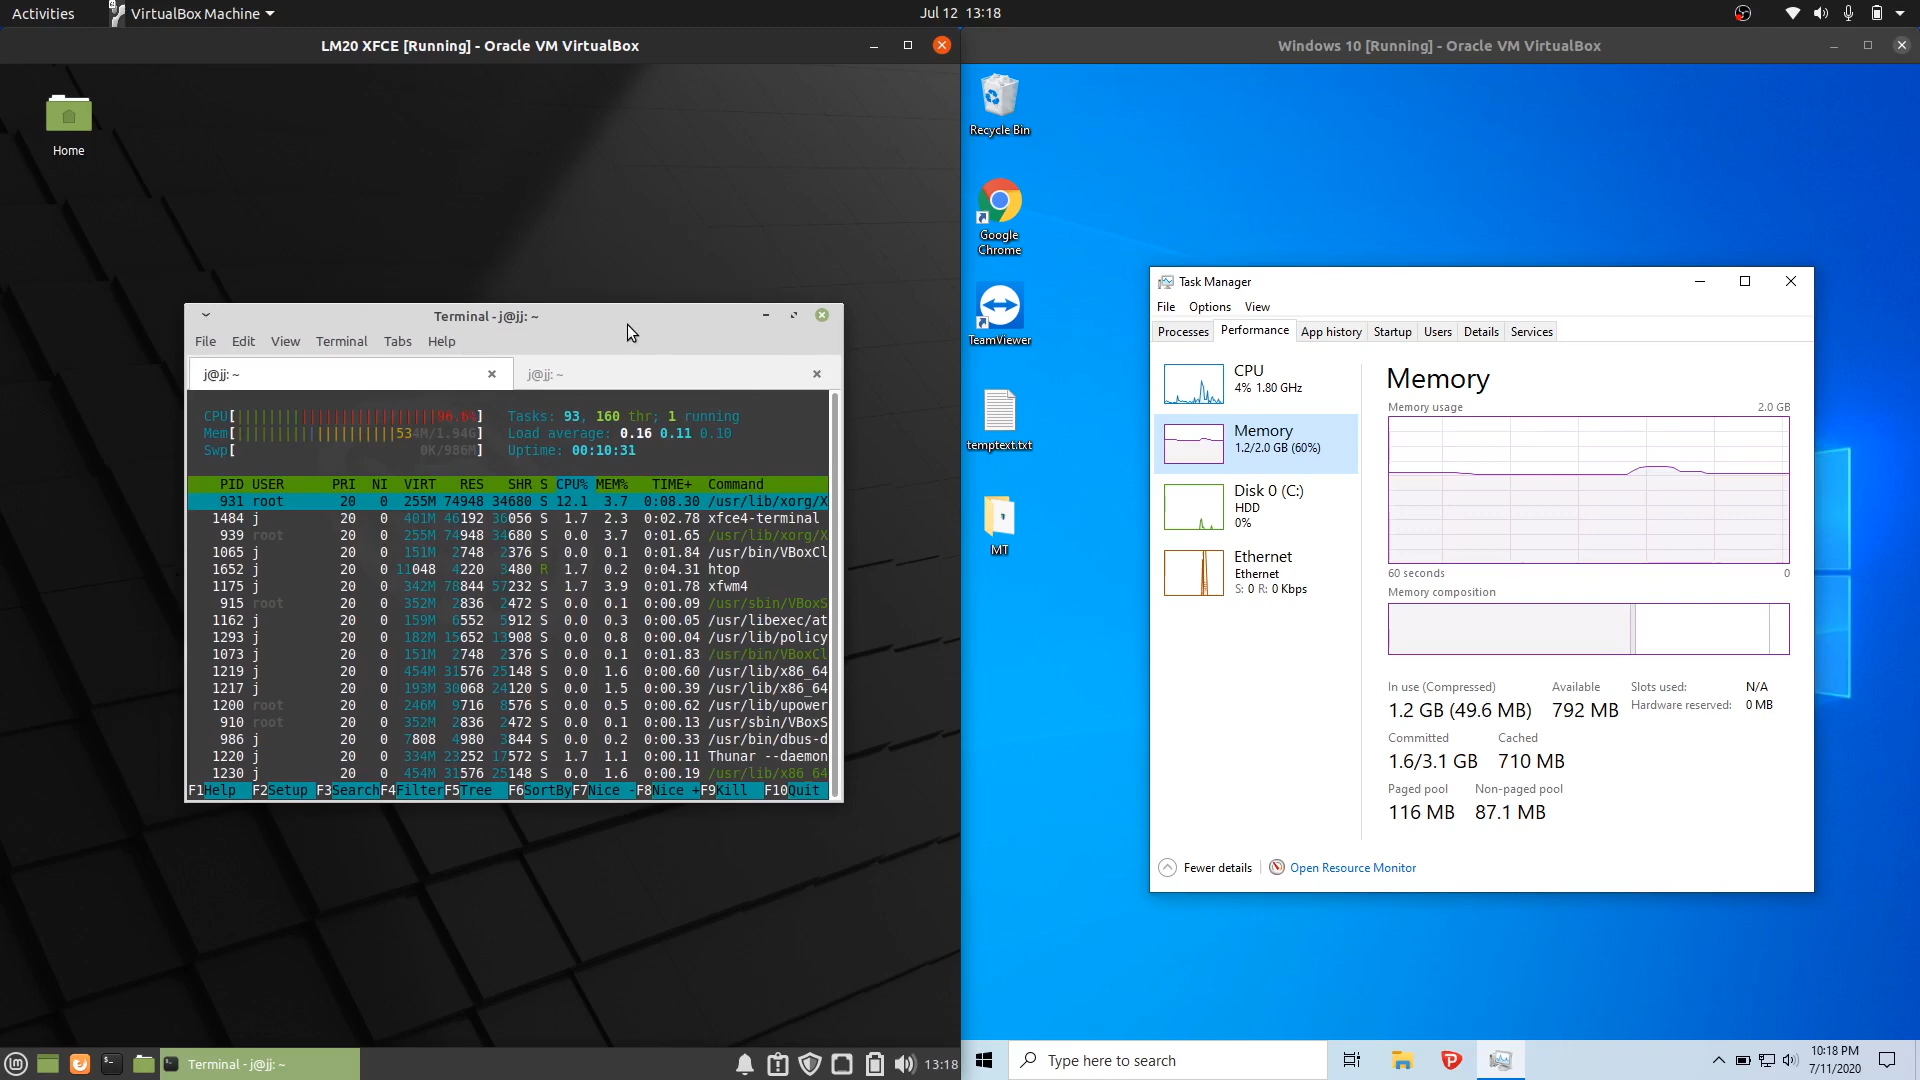 Activities
VirtualBox Machine
Jul 12 13:18
LM20 XFCE [Running] - Oracle VM VirtualBox
Home
Terminal - j@jj: ~
File Edit View Terminal Tabs Help
j@jj: ~
j@jj: ~
CPU[ 96.6%] Tasks: 93, 160 thr; 1 running
Mem[ 534M/1.94G] Load average: 0.16 0.11 0.10
Swp[ 0K/986M] Uptime: 00:10:31
PID USER PRI NI VIRT RES SHR S CPU% MEM% TIME+ Command
931 root 20 0 255M 74948 34680 S 12.1 3.7 0:08.30 /usr/lib/xorg/X
1484 j 20 0 401M 46192 36056 S 1.7 2.3 0:02.78 xfce4-terminal
939 root 20 0 255M 74948 34680 S 0.0 3.7 0:01.65 /usr/lib/xorg/X
1065 j 20 0 151M 2748 2376 S 0.0 0.1 0:01.84 /usr/bin/VBoxCl
1652 j 20 0 11048 4220 3480 R 1.7 0.2 0:04.31 htop
1175 j 20 0 342M 78844 57232 S 1.7 3.9 0:01.78 xfwm4
915 root 20 0 352M 2836 2472 S 0.0 0.1 0:00.09 /usr/sbin/VBoxS
1162 j 20 0 159M 6552 5912 S 0.0 0.3 0:00.05 /usr/libexec/at
1293 j 20 0 182M 15652 13908 S 0.0 0.8 0:00.04 /usr/lib/policy
1073 j 20 0 151M 2748 2376 S 0.0 0.1 0:01.83 /usr/bin/VBoxCl
1219 j 20 0 454M 31576 25148 S 0.0 1.6 0:00.60 /usr/lib/x86_64
1217 j 20 0 193M 30068 24120 S 0.0 1.5 0:00.39 /usr/lib/x86_64
1200 root 20 0 246M 9716 8576 S 0.0 0.5 0:00.62 /usr/lib/upower
910 root 20 0 352M 2836 2472 S 0.0 0.1 0:00.13 /usr/sbin/VBoxS
986 j 20 0 7808 4980 3844 S 0.0 0.2 0:00.33 /usr/bin/dbus-d
1220 j 20 0 334M 23252 17572 S 1.7 1.1 0:00.11 Thunar --daemon
1230 j 20 0 454M 31576 25148 S 0.0 1.6 0:00.19 /usr/lib/x86_64
F1Help F2Setup F3SearchF4FilterF5Tree F6SortByF7Nice -F8Nice +F9Kill F10Quit
Terminal - j@jj: ~
13:18
Windows 10 [Running] - Oracle VM VirtualBox
Recycle Bin
Google
Chrome
TeamViewer
temptext.txt
MT
Task Manager
File Options View
Processes Performance App history Startup Users Details Services
CPU
4% 1.80 GHz
Memory
1.2/2.0 GB (60%)
Disk 0 (C:)
HDD
0%
Ethernet
Ethernet
S: 0 R: 0 Kbps
Memory
Memory usage 2.0 GB
60 seconds 0
Memory composition
In use (Compressed) Available Slots used: N/A
1.2 GB (49.6 MB) 792 MB Hardware reserved: 0 MB
Committed Cached
1.6/3.1 GB 710 MB
Paged pool Non-paged pool
116 MB 87.1 MB
Fewer details Open Resource Monitor
Type here to search
10:18 PM
7/11/2020